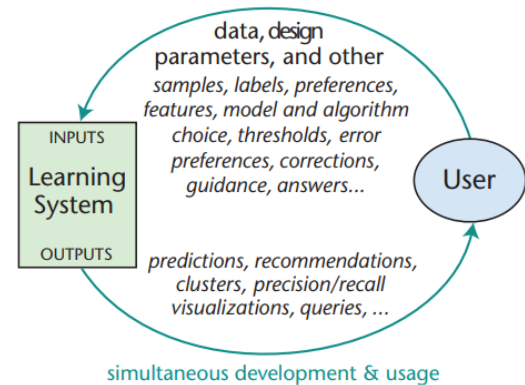 data, design
parameters, and other
samples, labels, preferences,
features, model and algorithm
choice, thresholds, error
preferences, corrections,
guidance, answers...
INPUTS
Learning
System
OUTPUTS
User
predictions, recommendations,
clusters, precision/recall
visualizations, queries, ...
simultaneous development & usage